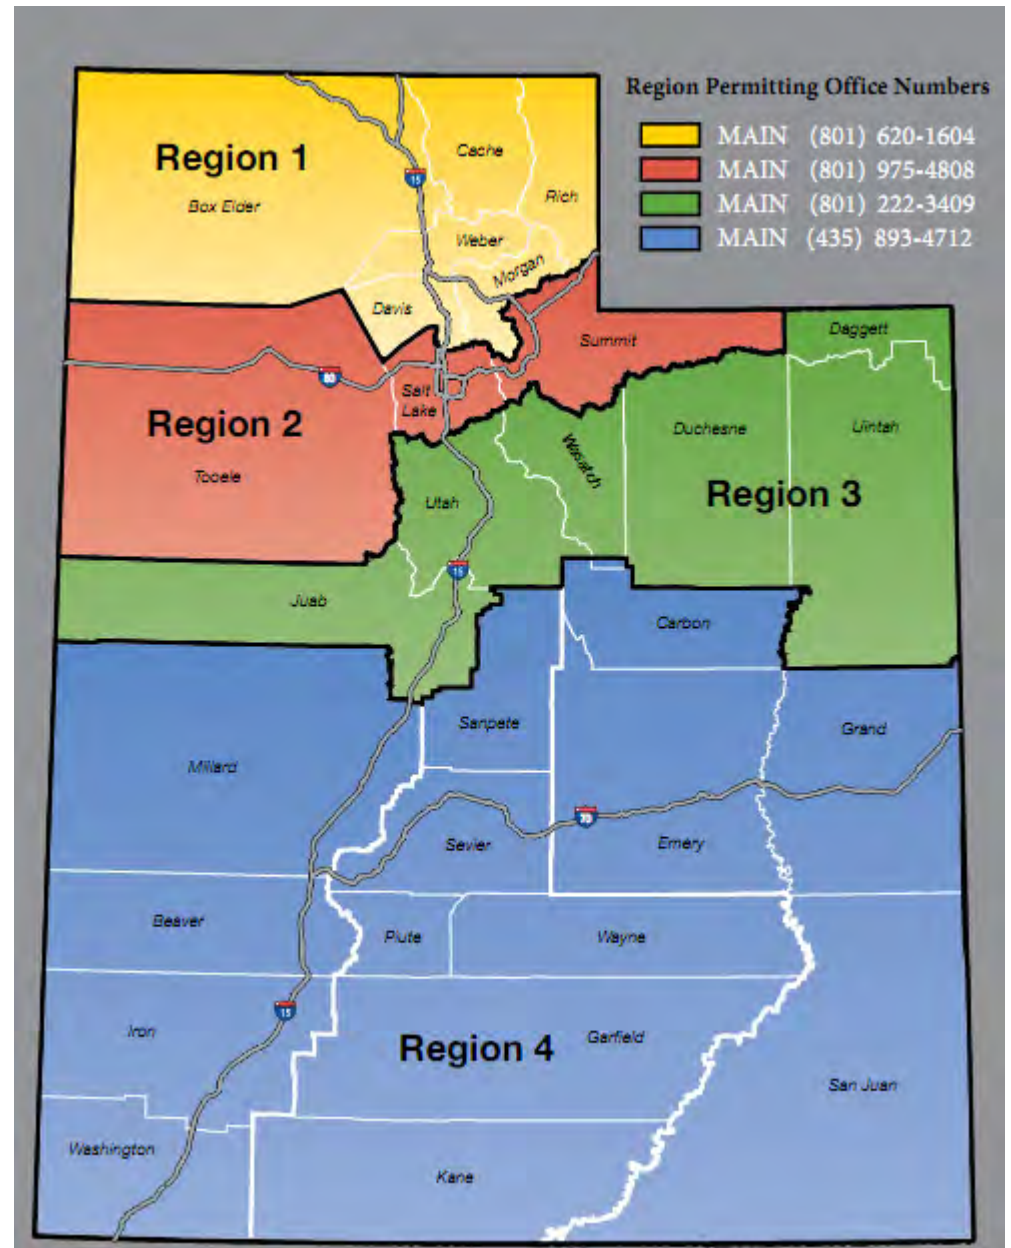 Region Permitting Office Numbers
MAIN (801) 620-1604
MAIN (801) 975-4808
MAIN (801) 222-3409
MAIN (435) 893-4712
Region 1
Box Elder
Cache
Rich
15
Weber
Morgan
Davis
Summit
Daggett
80
Salt
Lake
Region 2
Tooele
Wasatch
Duchesne
Uintah
Region 3
Utah
15
Juab
Carbon
Sanpete
Grand
Millard
70
Sevier
Emery
Beaver
Piute
Wayne
15
Iron
Region 4
Garfield
San Juan
Washington
Kane